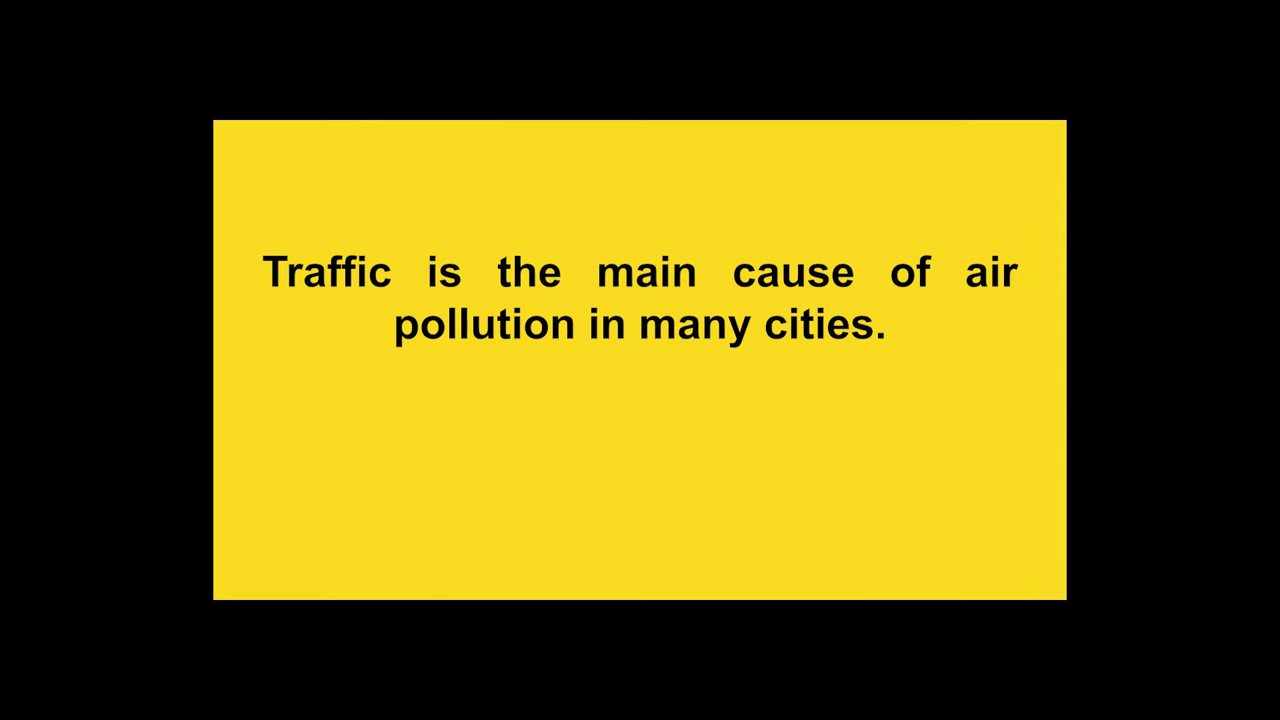 Traffic is the main cause of air
pollution in many cities.